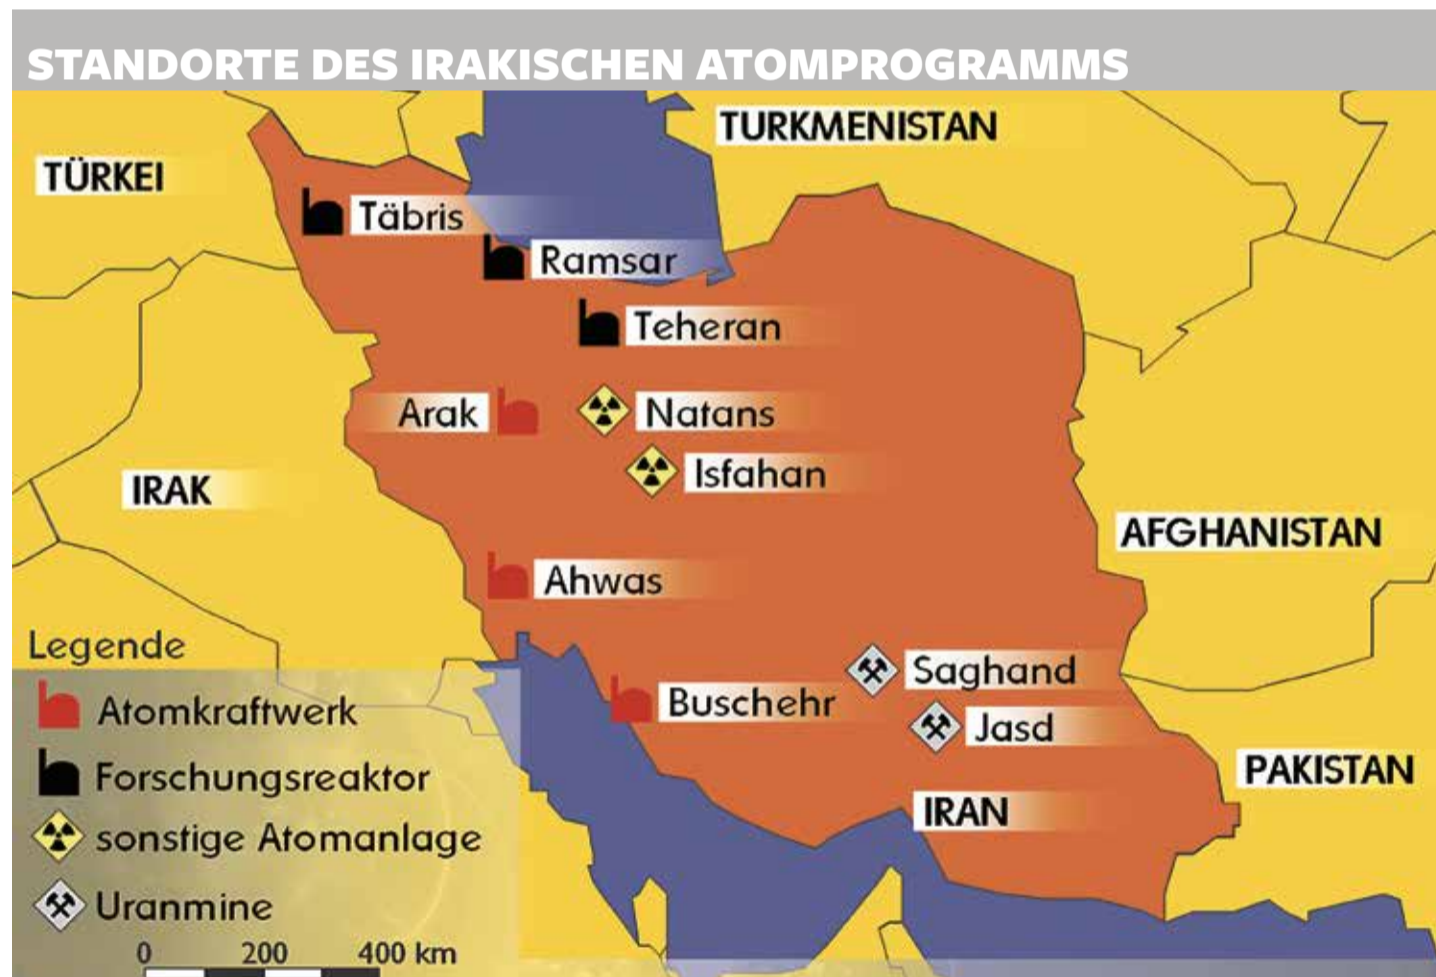 STANDORTE DES IRAKISCHEN ATOMPROGRAMMS
TURKMENISTAN
TÜRKEI
Täbris
Ramsar
Teheran
Arak
Natans
Isfahan
IRAK
AFGHANISTAN
Ahwas
Saghand
Buschehr
Jasd
PAKISTAN
IRAN
Legende
Atomkraftwerk
Forschungsreaktor
sonstige Atomanlage
Uranmine
0 200 400 km